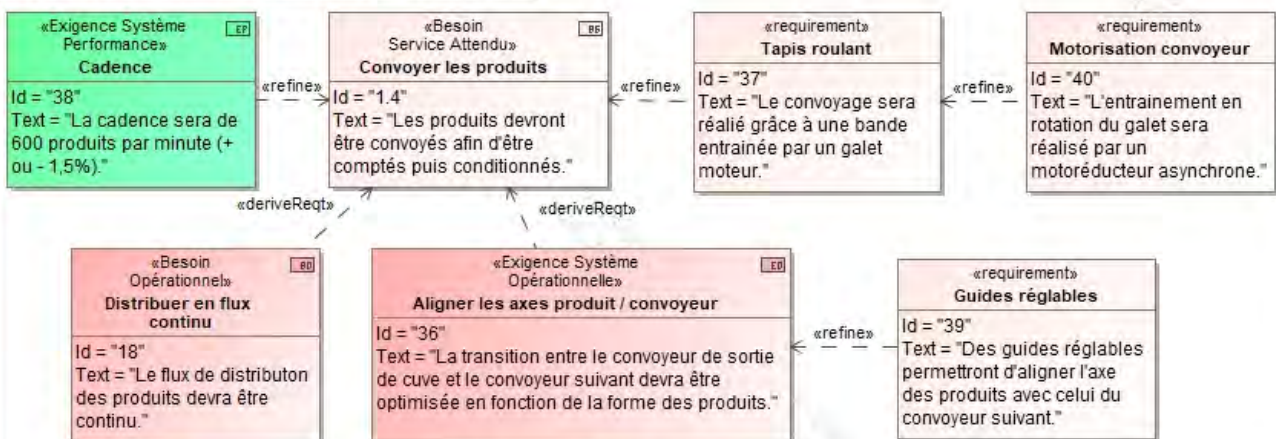 «Exigence Système
Performance»
EP
Cadence
Id = "38"
Text = "La cadence sera de
600 produits par minute (+
ou - 1,5%)."
«refine»
«Besoin
Service Attendu»
BS
Convoyer les produits
Id = "1.4"
Text = "Les produits devront
être convoyés afin d'être
comptés puis conditionnés."
«refine»
«requirement»
Tapis roulant
Id = "37"
Text = "Le convoyage sera
réalié grâce à une bande
entrainée par un galet
moteur."
«refine»
«requirement»
Motorisation convoyeur
Id = "40"
Text = "L'entrainement en
rotation du galet sera
réalisé par un
motoréducteur asynchrone."
«deriveReqt»
«deriveReqt»
«Besoin
Opérationnel»
Distribuer en flux
continu
Id = "18"
Text = "Le flux de distributon
des produits devra être
continu."
«Exigence Système
Opérationnelle»
Aligner les axes produit / convoyeur
Id = "36"
Text = "La transition entre le convoyeur de sortie
de cuve et le convoyeur suivant devra être
optimisée en fonction de la forme des produits."
«refine»
«requirement»
Guides réglables
Id = "39"
Text = "Des guides réglables
permettront d'aligner l'axe
des produits avec celui du
convoyeur suivant."